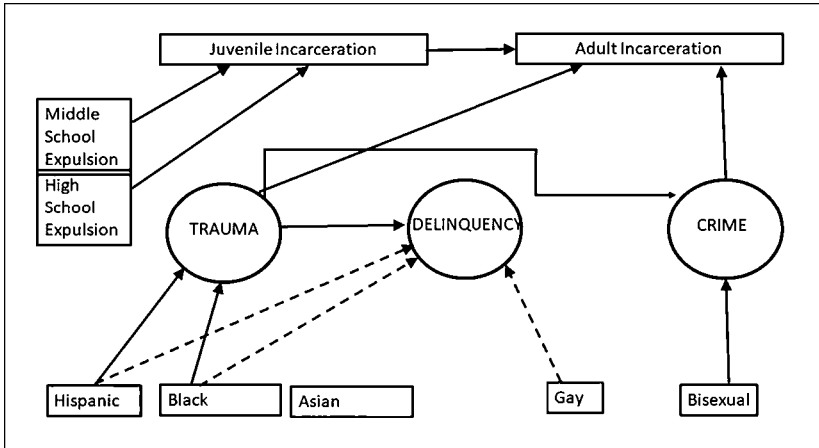 Juvenile Incarceration
Adult Incarceration
Middle
School
Expulsion
High
School
Expulsion
TRAUMA
DELINQUENCY
CRIME
Hispanic
Black
Asian
Gay
Bisexual